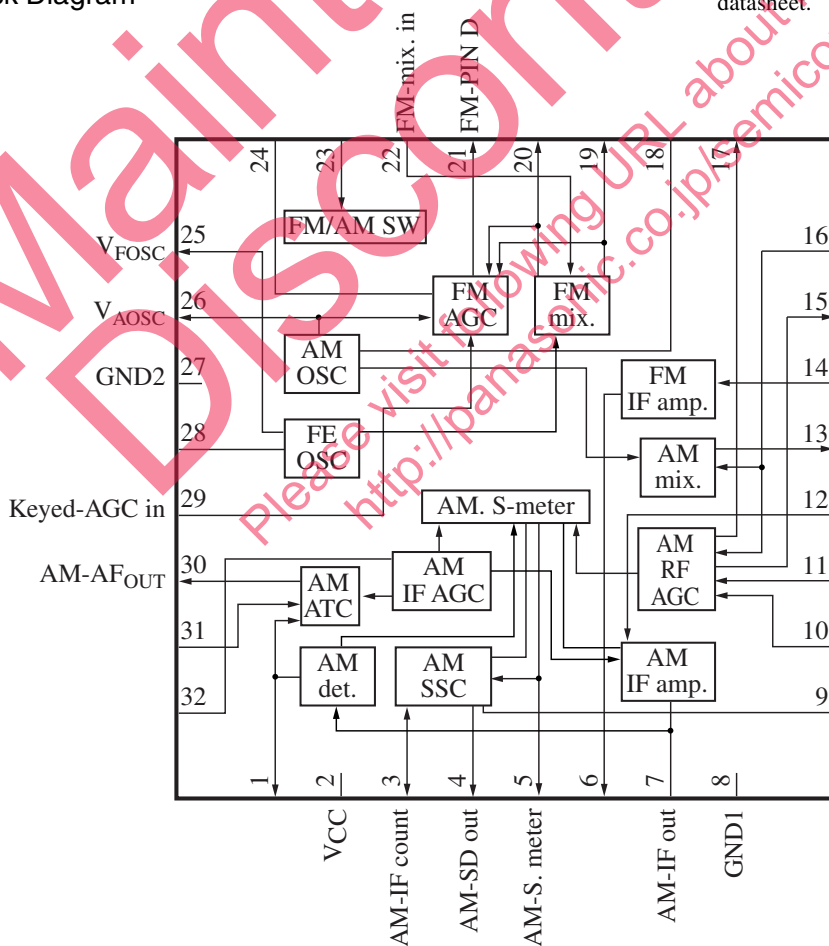 k Diagram
datasheet.
Maint
Discont
Please visit following URL about
http://panasonic.co.jp/semico
FM-mix. in
FM-PIN D
24
23
22
21
20
19
18
17
FM/AM SW
VFOSC
25
VAOSC
26
GND2
27
28
Keyed-AGC in
29
AM-AFOUT
30
31
32
16
15
14
13
12
11
10
9
FM
AGC
FM
mix.
AM
OSC
FM
IF amp.
FE
OSC
AM
mix.
AM. S-meter
AM
RF
AGC
AM
IF AGC
AM
ATC
AM
det.
AM
SSC
AM
IF amp.
1
2
3
4
5
6
7
8
VCC
AM-IF count
AM-SD out
AM-S. meter
AM-IF out
GND1